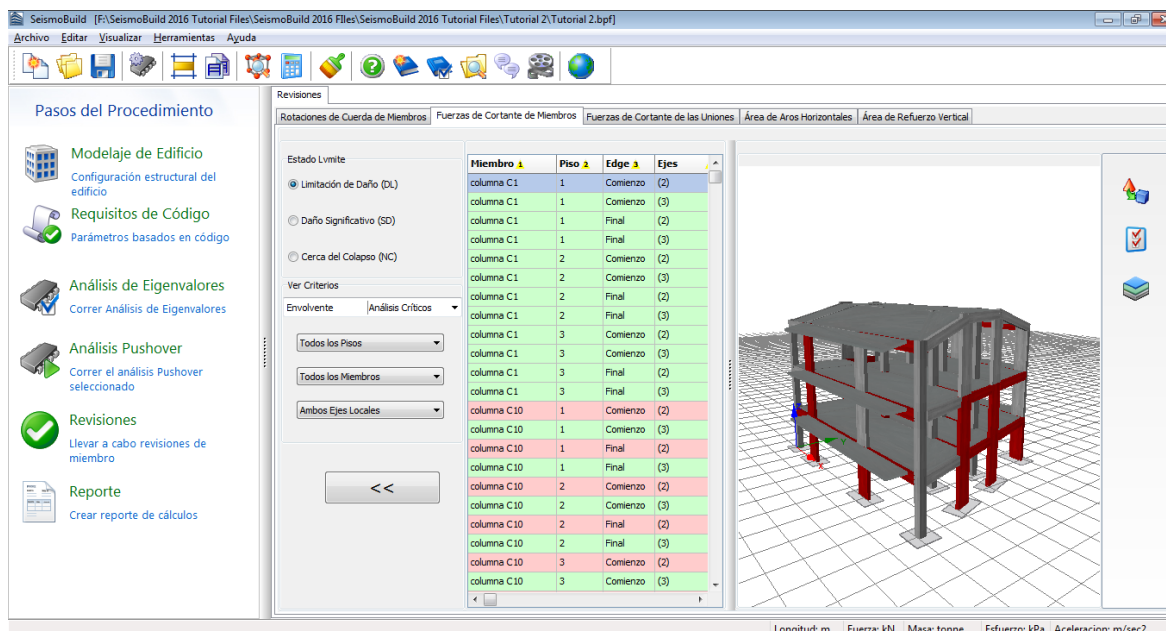 SeismoBuild [F:\SeismoBuild 2016 Tutorial Files\SeismoBuild 2016 FIles\SeismoBuild 2016 Tutorial Files\Tutorial 2\Tutorial 2.bpf]
Archivo Editar Visualizar Herramientas Ayuda
Pasos del Procedimiento
Modelaje de Edificio
Configuración estructural del
edificio
Requisitos de Código
Parámetros basados en código
Análisis de Eigenvalores
Correr Análisis de Eigenvalores
Análisis Pushover
Correr el análisis Pushover
seleccionado
Revisiones
Llevar a cabo revisiones de
miembro
Reporte
Crear reporte de cálculos
Revisiones
Rotaciones de Cuerda de Miembros Fuerzas de Cortante de Miembros Fuerzas de Cortante de las Uniones Área de Aros Horizontales Área de Refuerzo Vertical
Estado Lvmite
Limitación de Daño (DL)
Daño Significativo (SD)
Cerca del Colapso (NC)
Ver Criterios
Envolvente Análisis Críticos
Todos los Pisos
Todos los Miembros
Ambos Ejes Locales
<<
Miembro 1 Piso 2 Edge 3 Ejes
columna C1 1 Comienzo (2)
columna C1 1 Comienzo (3)
columna C1 1 Final (2)
columna C1 1 Final (3)
columna C1 2 Comienzo (2)
columna C1 2 Comienzo (3)
columna C1 2 Final (2)
columna C1 2 Final (3)
columna C1 3 Comienzo (2)
columna C1 3 Comienzo (3)
columna C1 3 Final (2)
columna C1 3 Final (3)
columna C10 1 Comienzo (2)
columna C10 1 Comienzo (3)
columna C10 1 Final (2)
columna C10 1 Final (3)
columna C10 2 Comienzo (2)
columna C10 2 Comienzo (3)
columna C10 2 Final (2)
columna C10 2 Final (3)
columna C10 3 Comienzo (2)
columna C10 3 Comienzo (3)
Y
X
Longitud: m Fuerza: kN Masa: tonne Esfuerzo: kPa Aceleracion: m/sec2